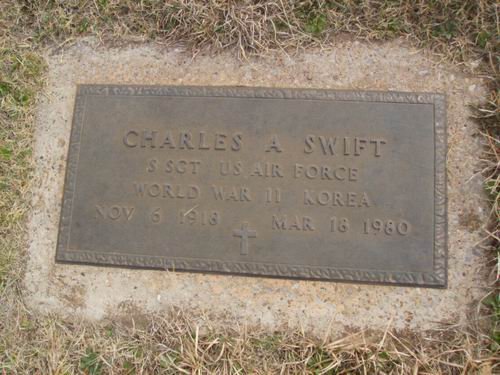 CHARLES A SWIFT
S SGT US AIR FORCE
WORLD WAR II KOREA
NOV 6 1918 MAR 18 1980